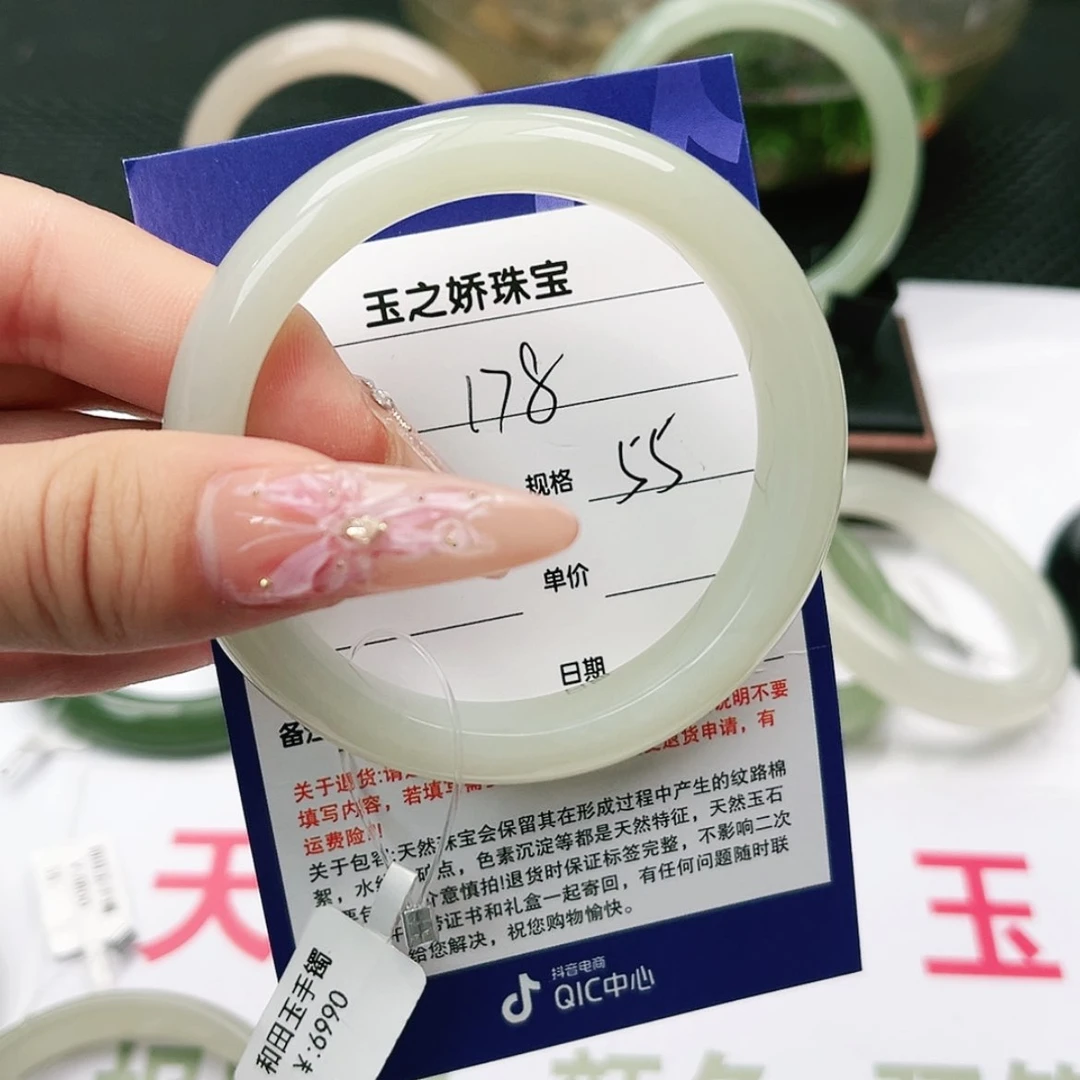 玉之娇珠宝
178
规格 55
单价
日期
说明不要
关于退货:请
退货申请,有
填写内容,若填写
运费险
关于包容:天然珠宝会保留其在形成过程中产生的纹路棉
絮,水 矿点,色素沉淀等都是天然特征,天然玉石
介意慎拍!退货时保证标签完整,不影响二次
证书和礼盒一起寄回,有任何问题随时联
给您解决,祝您购物愉快。
抖音电商
QIC中心
和田玉手镯
¥:6990
天
玉